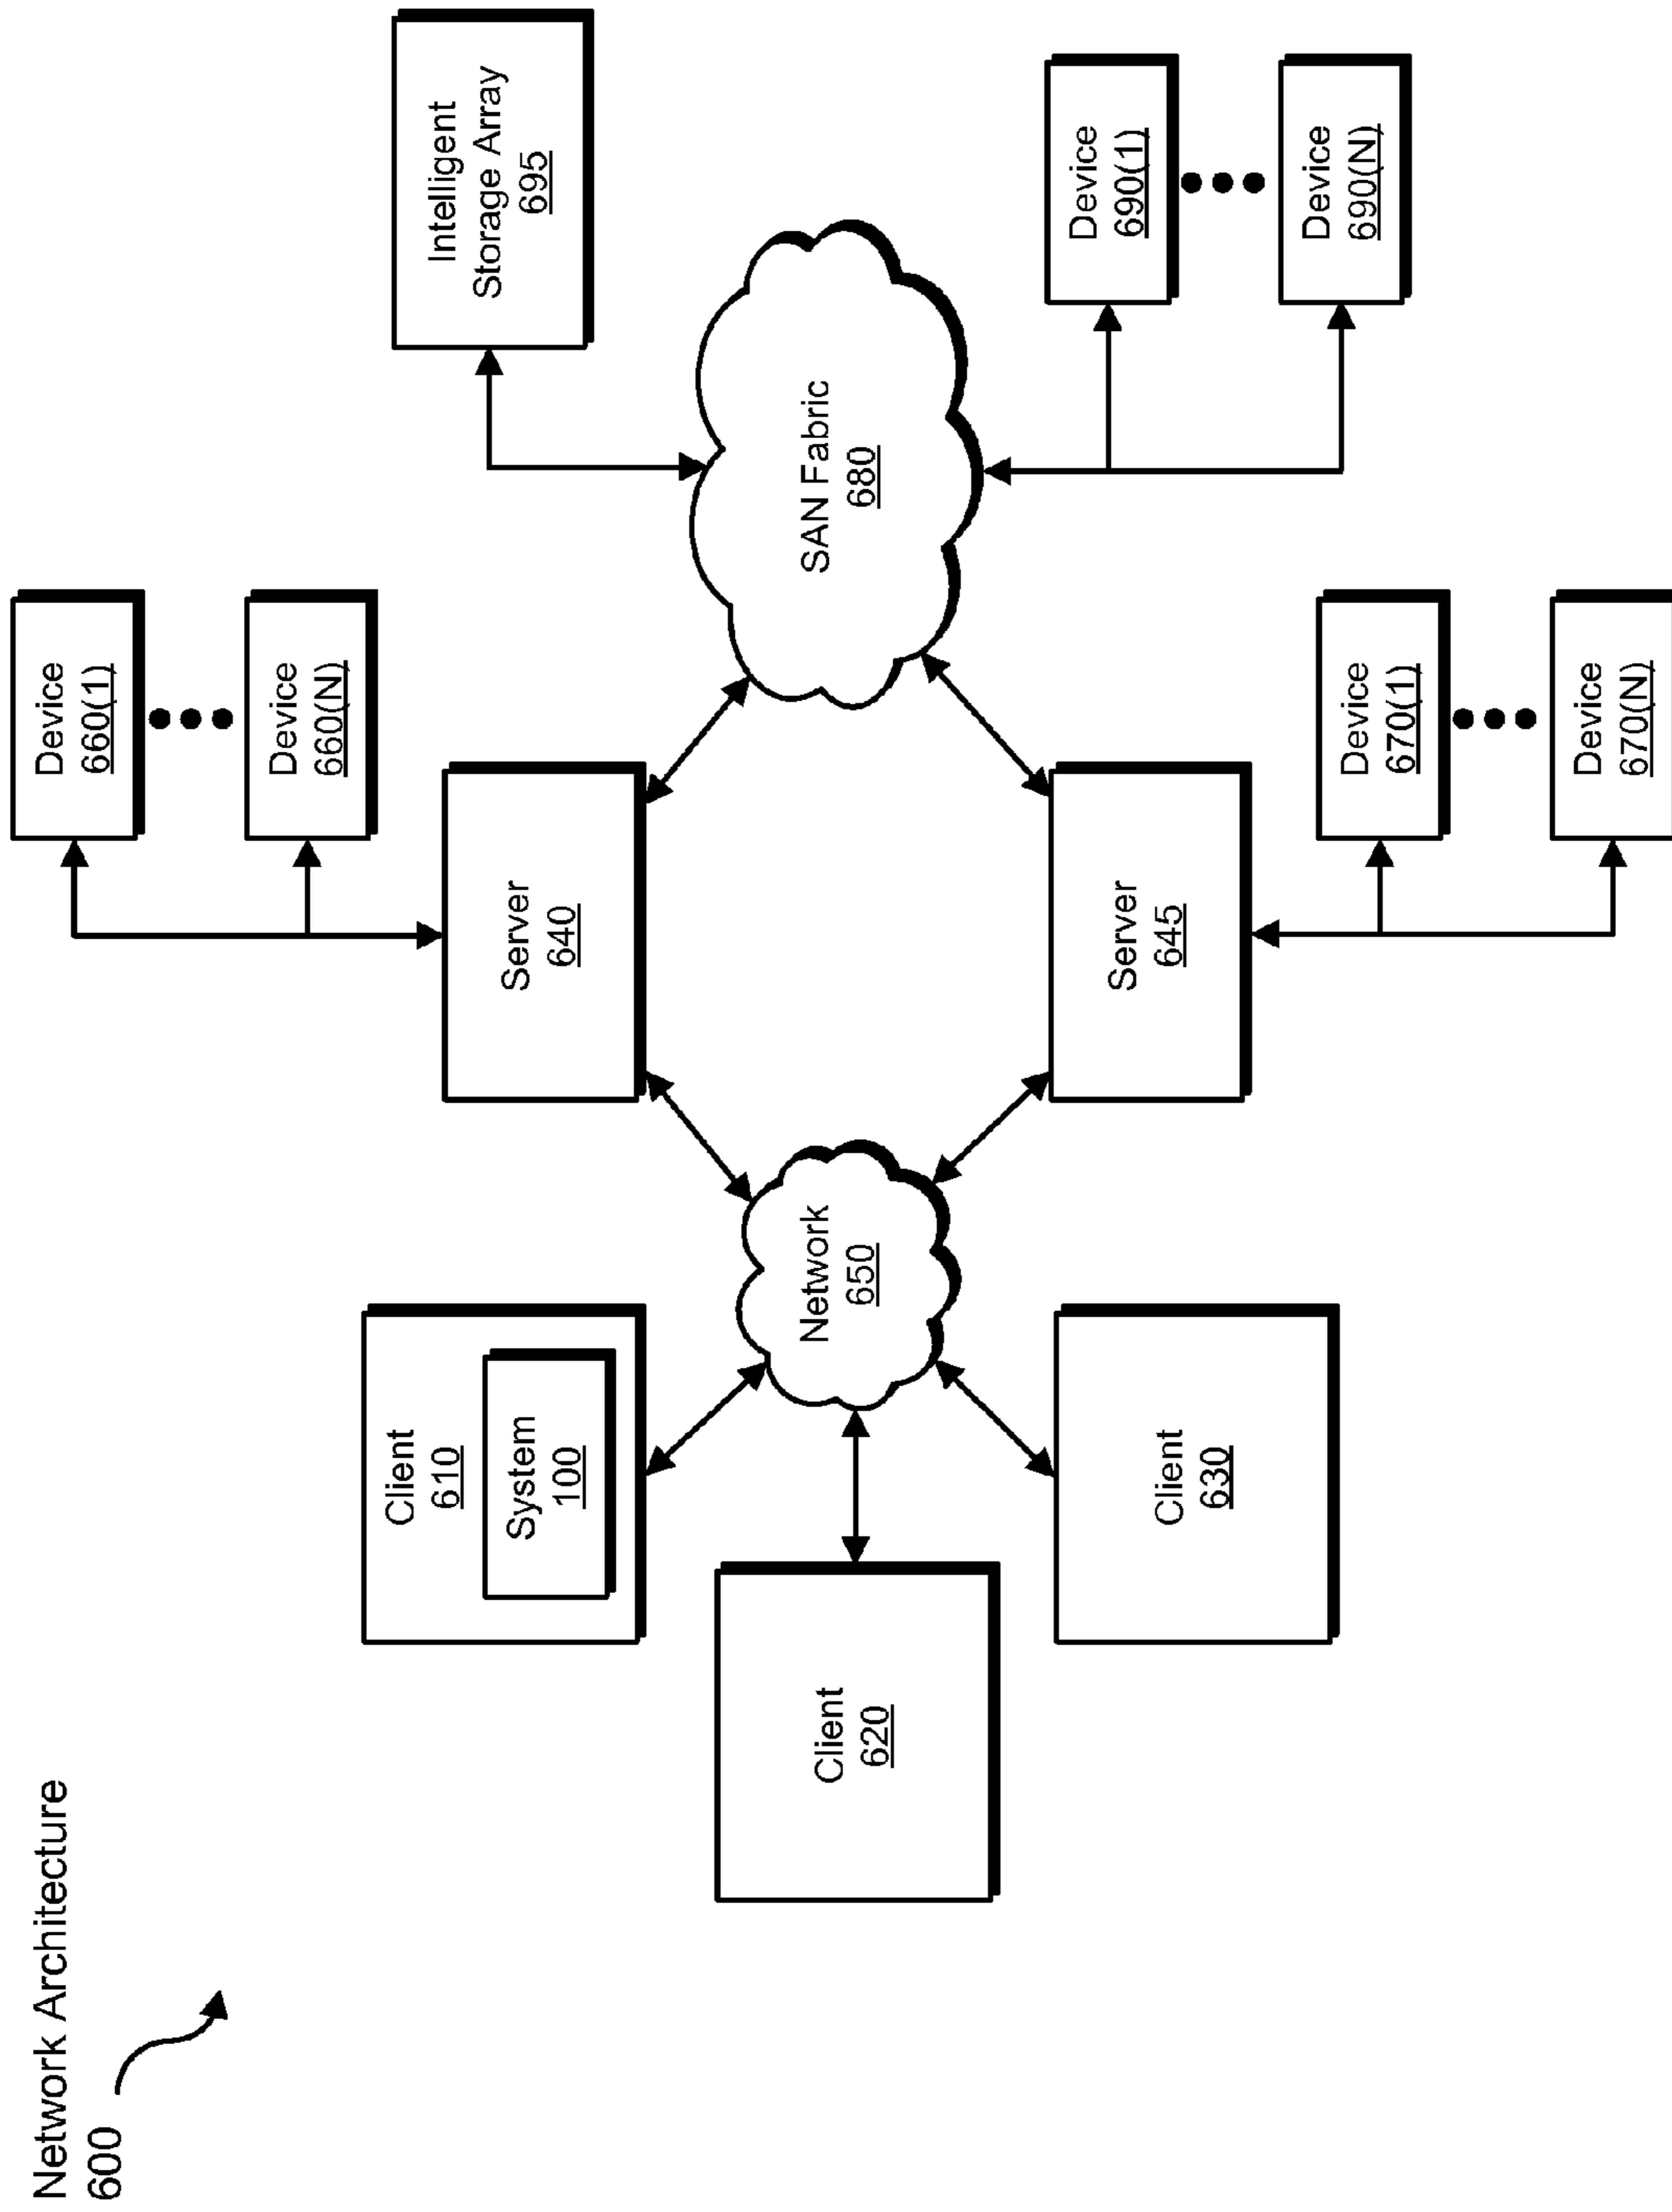 Network Architecture
600
Client
610
System
100
Client
620
Client
630
Network
650
Server
640
Server
645
Device
660(1)
Device
660(N)
Device
670(1)
Device
670(N)
SAN Fabric
680
Intelligent
Storage Array
695
Device
690(1)
Device
690(N)